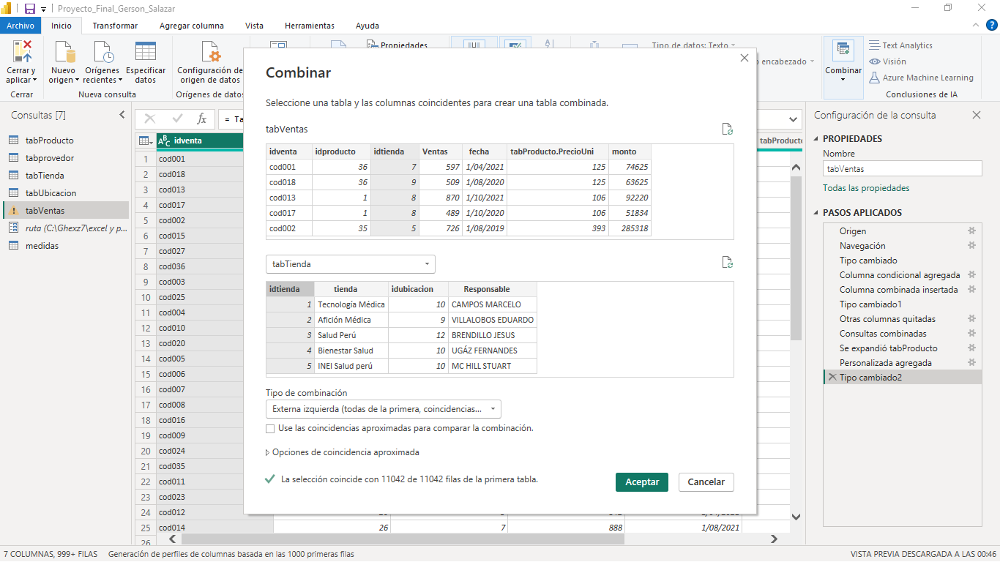 Proyecto_Final_Gerson_Salazar
Archivo Inicio Transformar Agregar columna Vista Herramientas Ayuda
Cerrar y aplicar
Cerrar
Nuevo origen
Orígenes recientes
Especificar datos
Nueva consulta
Configuración de origen de datos
Orígenes de datos
Propiedades
Tipo de datos: Texto
o encabezado
Combinar
Text Analytics
Visión
Azure Machine Learning
Conclusiones de IA
Consultas [7]
tabProducto
tabprovedor
tabTienda
tabUbicacion
tabVentas
ruta (C:\Ghexz7\excel y p...
medidas
fx
= Ta
ABC idventa
tabProducto
1 cod001
2 cod018
3 cod013
4 cod017
5 cod002
6 cod015
7 cod027
8 cod036
9 cod003
10 cod025
11 cod004
12 cod010
13 cod020
14 cod005
15 cod006
16 cod007
17 cod008
18 cod016
19 cod009
20 cod024
21 cod035
22 cod011
23 cod023
24 cod012
25 cod014 26 7 888 1/08/2021
26
Combinar
Seleccione una tabla y las columnas coincidentes para crear una tabla combinada.
tabVentas
idventa idproducto idtienda Ventas fecha tabProducto.PrecioUni monto
cod001 36 7 597 1/04/2021 125 74625
cod018 36 9 509 1/08/2020 125 63625
cod013 1 8 870 1/10/2021 106 92220
cod017 1 8 489 1/10/2020 106 51834
cod002 35 5 726 1/08/2019 393 285318
tabTienda
idtienda tienda idubicacion Responsable
1 Tecnología Médica 10 CAMPOS MARCELO
2 Afición Médica 9 VILLALOBOS EDUARDO
3 Salud Perú 12 BRENDILLO JESUS
4 Bienestar Salud 10 UGÁZ FERNANDES
5 INEI Salud perú 10 MC HILL STUART
Tipo de combinación
Externa izquierda (todas de la primera, coincidencias...
Use las coincidencias aproximadas para comparar la combinación.
Opciones de coincidencia aproximada
La selección coincide con 11042 de 11042 filas de la primera tabla.
Aceptar
Cancelar
Configuración de la consulta
PROPIEDADES
Nombre
tabVentas
Todas las propiedades
PASOS APLICADOS
Origen
Navegación
Tipo cambiado
Columna condicional agregada
Columna combinada insertada
Tipo cambiado1
Otras columnas quitadas
Consultas combinadas
Se expandió tabProducto
Personalizada agregada
Tipo cambiado2
7 COLUMNAS, 999+ FILAS
Generación de perfiles de columnas basada en las 1000 primeras filas
VISTA PREVIA DESCARGADA A LAS 00:46